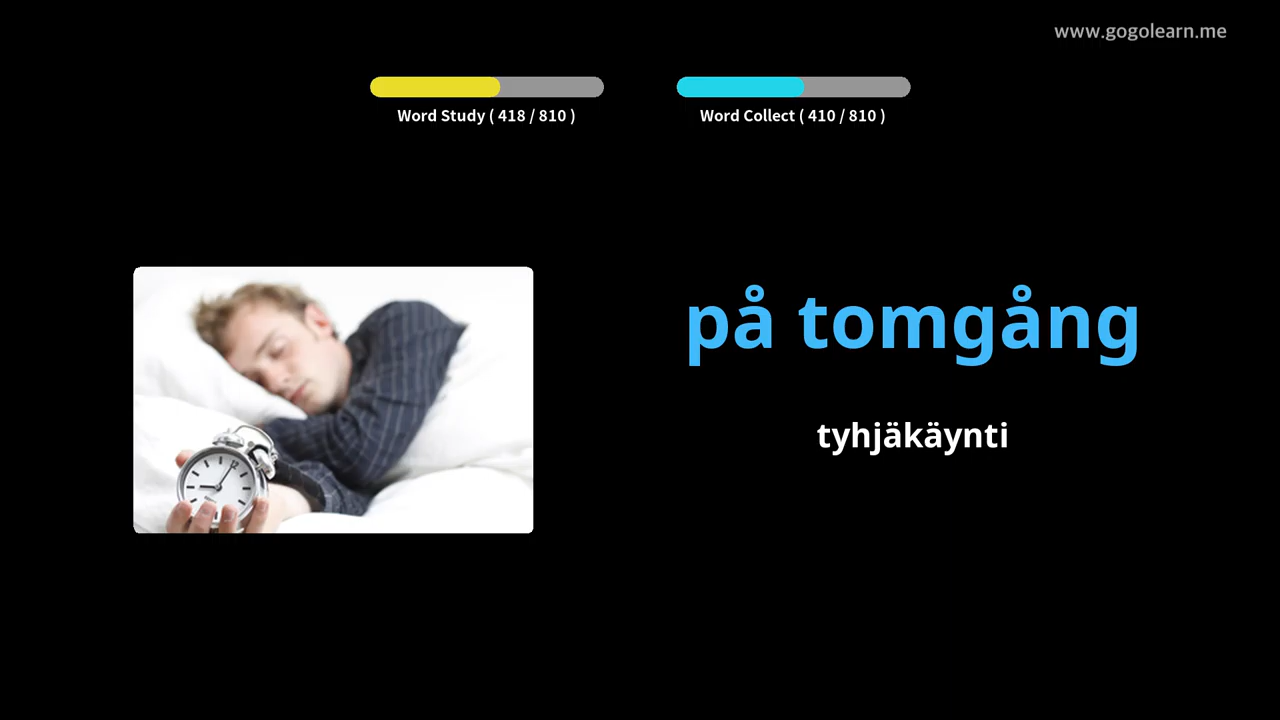 www.gogolearn.me
Word Study ( 418 / 810 )
Word Collect ( 410 / 810 )
på tomgång
tyhjäkäynti